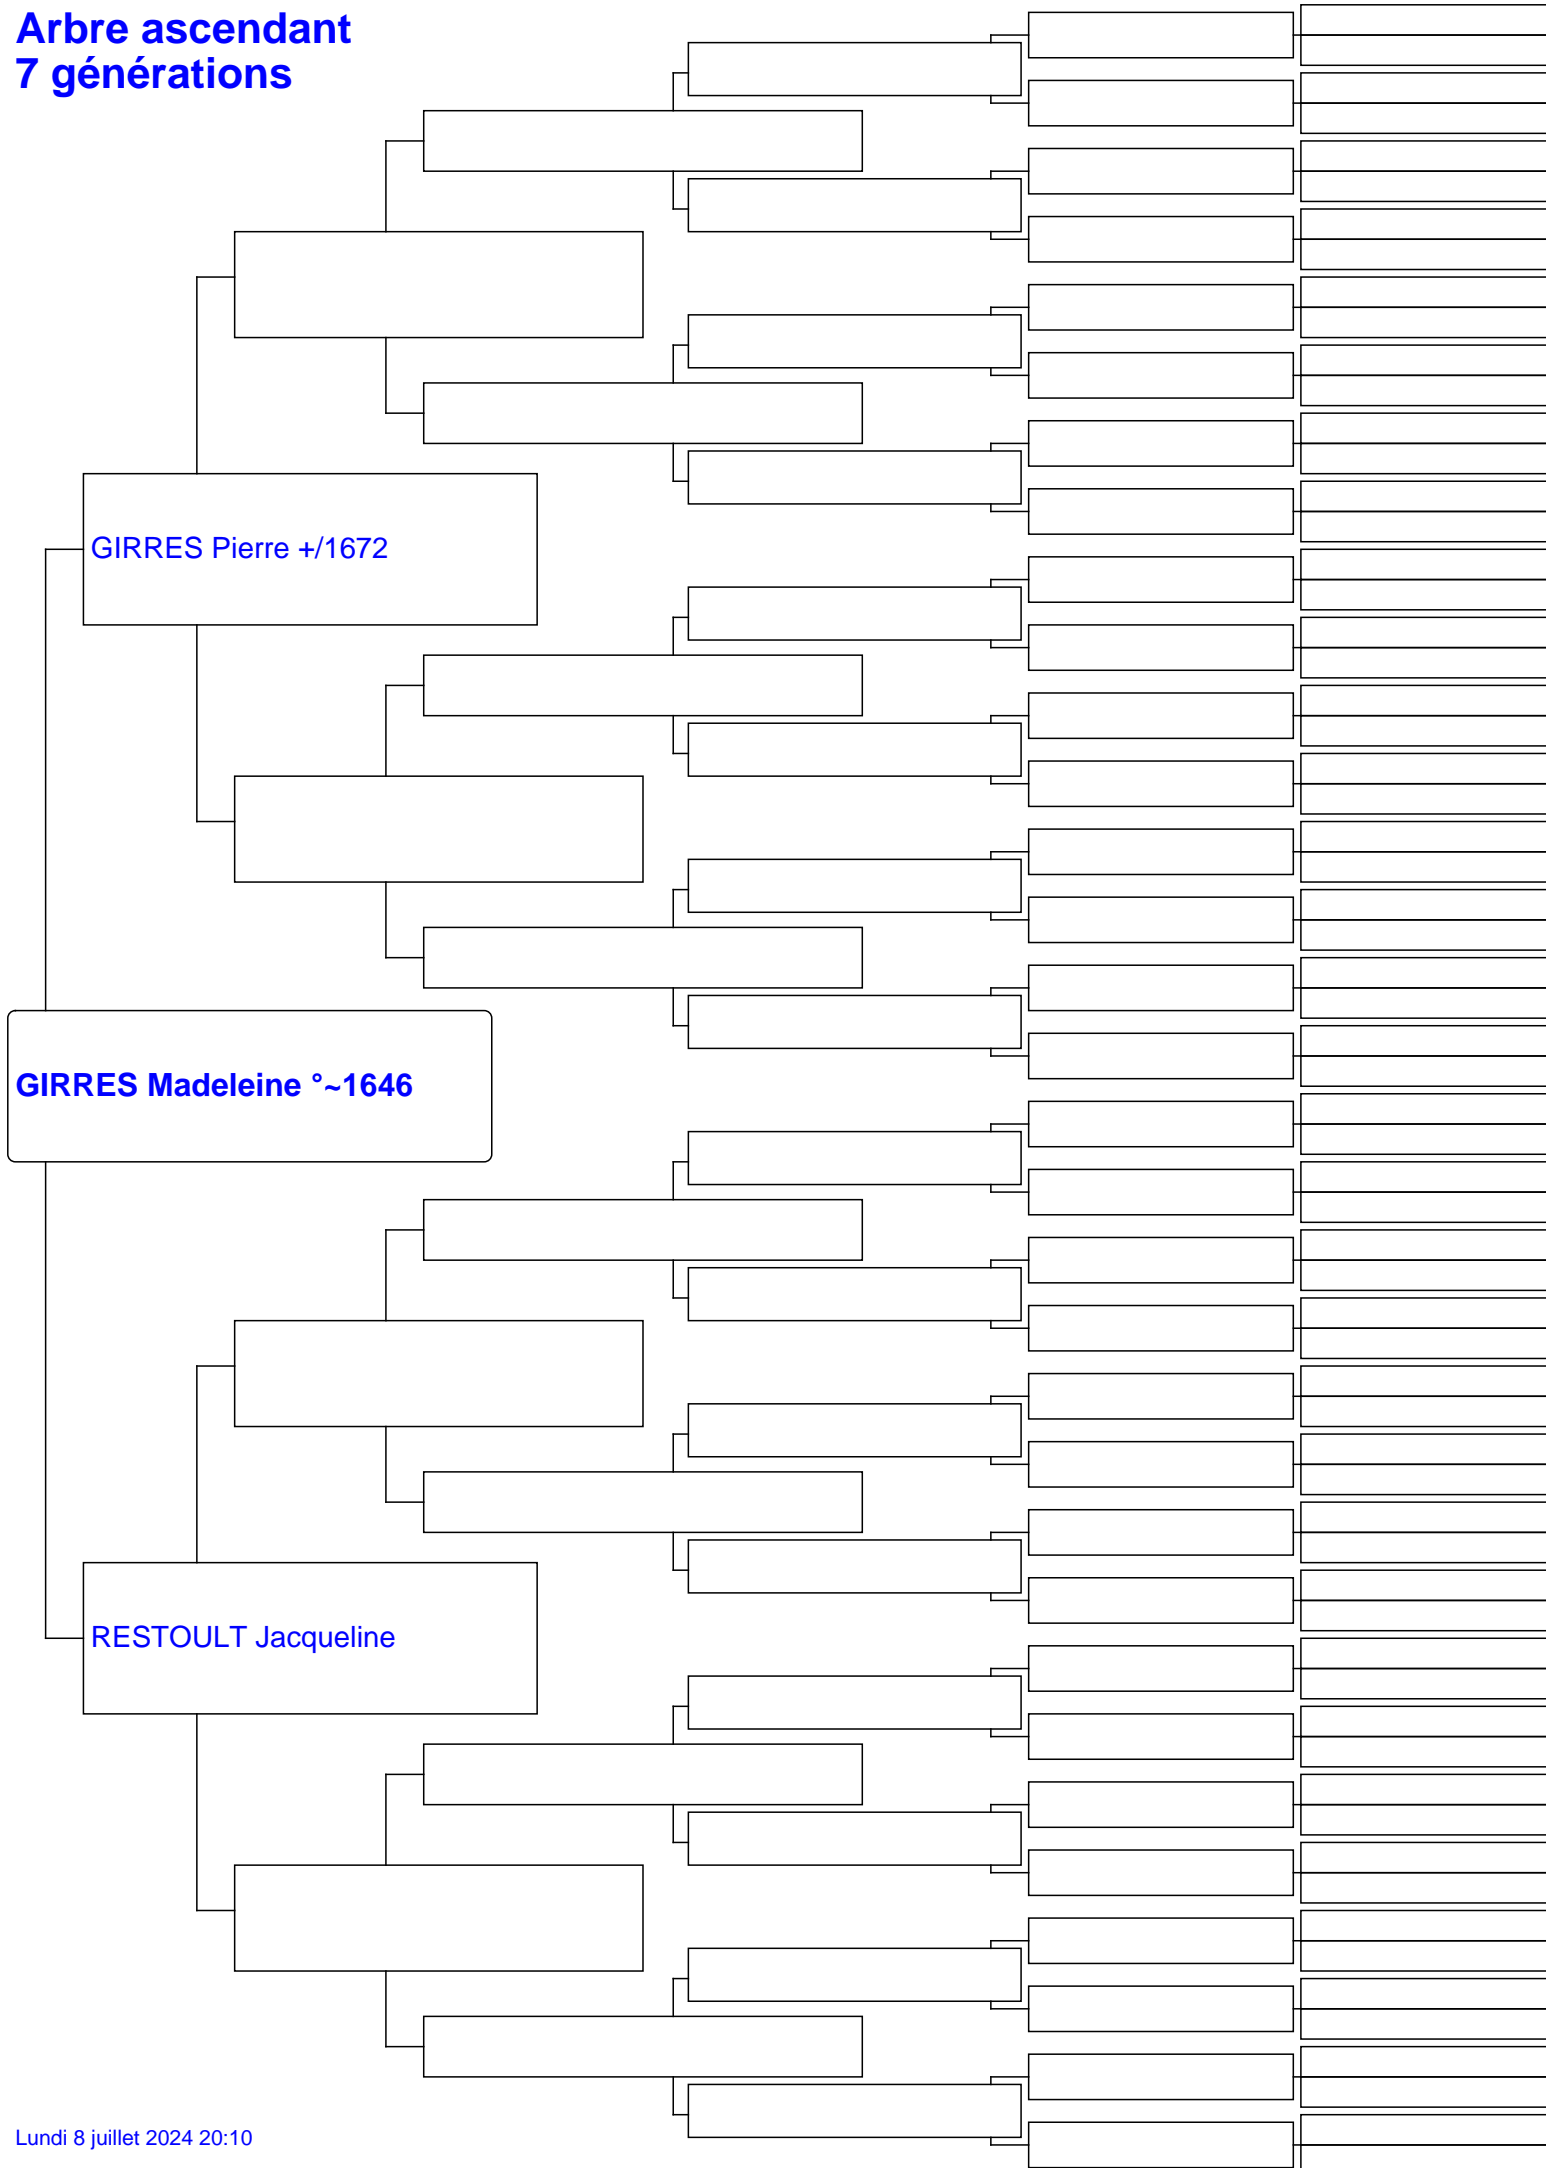 Arbre ascendant
7 générations
GIRRES Pierre +/1672
GIRRES Madeleine °~1646
RESTOULT Jacqueline
Lundi 8 juillet 2024 20:10